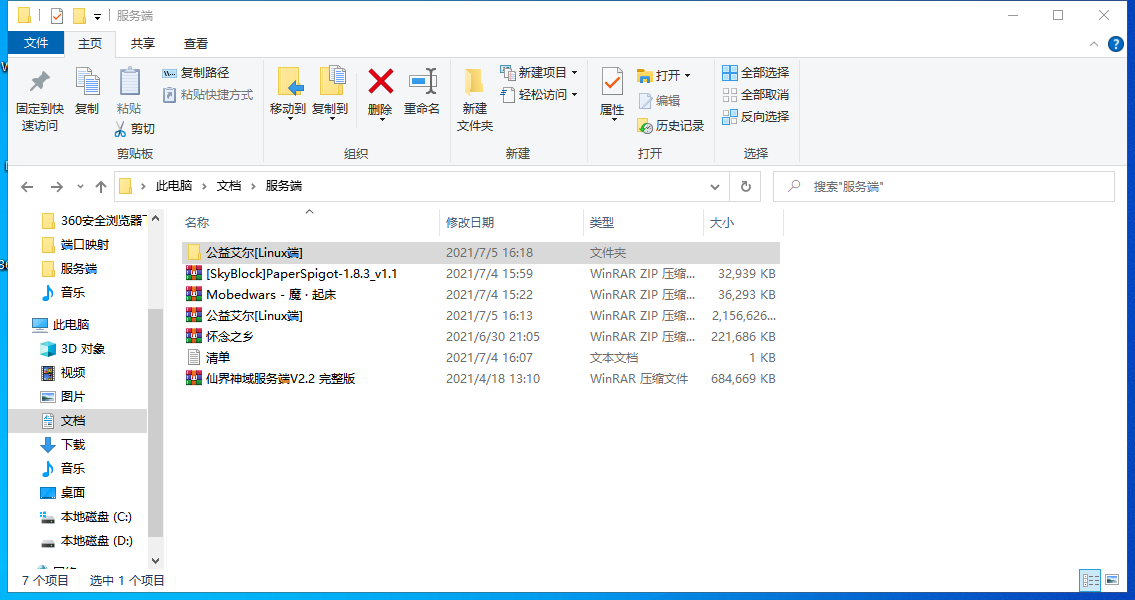 服务端
文件 主页 共享 查看
固定到快速访问
复制
粘贴
复制路径
粘贴快捷方式
剪切
剪贴板
移动到 复制到 删除 重命名
组织
新建文件夹
新建项目
轻松访问
新建
属性
打开
编辑
历史记录
打开
全部选择
全部取消
反向选择
选择
此电脑 文档 服务端
搜索"服务端"
360安全浏览器下
端口映射
服务端
音乐
此电脑
3D 对象
视频
图片
文档
下载
音乐
桌面
本地磁盘 (C:)
本地磁盘 (D:)
名称 修改日期 类型 大小
公益艾尔[Linux端] 2021/7/5 16:18 文件夹
[SkyBlock]PaperSpigot-1.8.3_v1.1 2021/7/4 15:59 WinRAR ZIP 压缩... 32,939 KB
Mobedwars - 魔 · 起床 2021/7/4 15:22 WinRAR ZIP 压缩... 36,293 KB
公益艾尔[Linux端] 2021/7/5 16:13 WinRAR ZIP 压缩... 2,156,626...
怀念之乡 2021/6/30 21:05 WinRAR ZIP 压缩... 221,686 KB
清单 2021/7/4 16:07 文本文档 1 KB
仙界神域服务端V2.2 完整版 2021/4/18 13:10 WinRAR 压缩文件 684,669 KB
7 个项目 选中 1 个项目